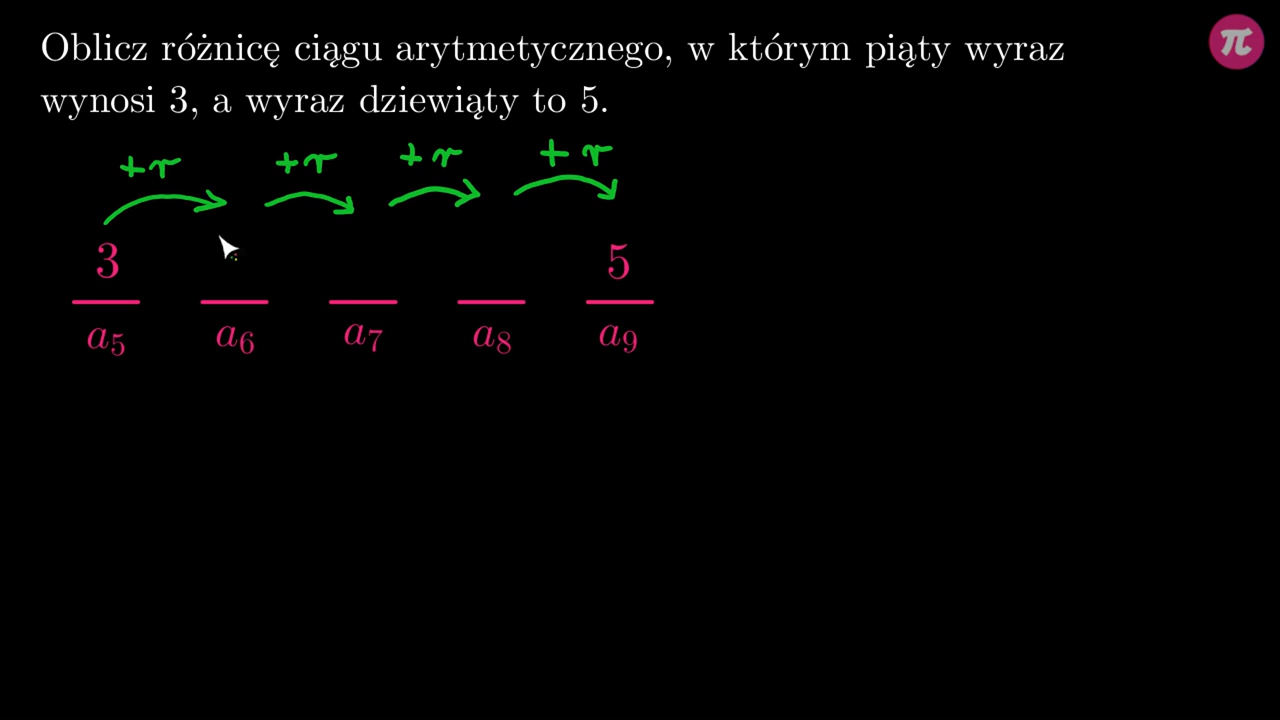 Oblicz różnicę ciągu arytmetycznego, w którym piąty wyraz
wynosi 3, a wyraz dziewiąty to 5.
+r +r +r +r
3 5
a₅ a₆ a₇ a₈ a₉
π